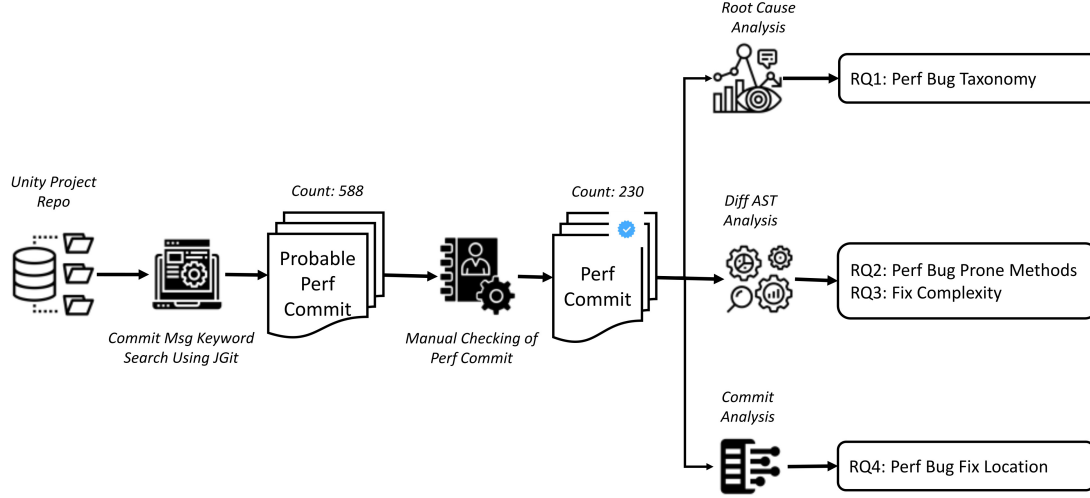 Root Cause
Analysis
RQ1: Perf Bug Taxonomy
Unity Project
Repo
Count: 588
Count: 230
Diff AST
Analysis
Probable
Perf
Commit
Perf
Commit
RQ2: Perf Bug Prone Methods
RQ3: Fix Complexity
Commit Msg Keyword
Search Using JGit
Manual Checking of
Perf Commit
Commit
Analysis
RQ4: Perf Bug Fix Location